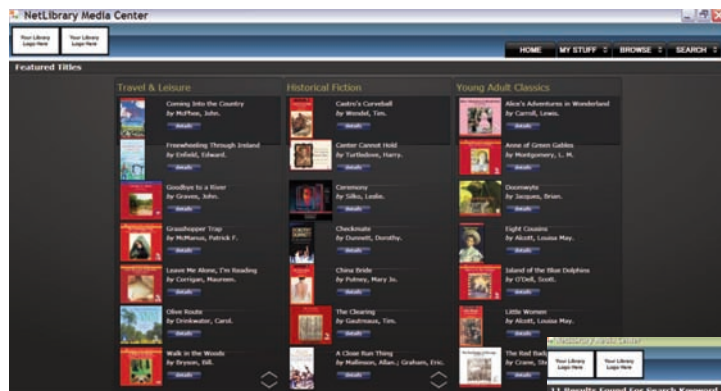 NetLibrary Media Center
Your Library
Logo Here
Your Library
Logo Here
HOME
MY STUFF
BROWSE
SEARCH
Featured Titles
Travel & Leisure
Coming Into the Country
by McPhee, John.
details
Freewheeling Through Ireland
by Enfield, Edward.
details
Goodbye to a River
by Graves, John.
details
Grasshopper Trap
by McManus, Patrick F.
details
Leave Me Alone, I'm Reading
by Corrigan, Maureen.
details
Olive Route
by Drinkwater, Carol.
details
Walk in the Woods
by Bryson, Bill.
details
Historical Fiction
Castro's Curveball
by Wendel, Tim.
details
Center Cannot Hold
by Turtledove, Harry.
details
Ceremony
by Silko, Leslie.
details
Checkmate
by Dunnett, Dorothy.
details
China Bride
by Putney, Mary Jo.
details
The Clearing
by Gautreaux, Tim.
details
A Close Run Thing
by Mallinson, Allan.; Graham, Eric.
details
Young Adult Classics
Alice's Adventures in Wonderland
by Carroll, Lewis.
details
Anne of Green Gables
by Montgomery, L. M.
details
Doomwyte
by Jacques, Brian.
details
Eight Cousins
by Alcott, Louisa May.
details
Island of the Blue Dolphins
by O'Dell, Scott.
details
Little Women
by Alcott, Louisa May.
details
The Red Badg
by Crane, Ste
details
NetLibrary Media Center
Your Library
Logo Here
Your Library
Logo Here
11 Results Found For Search Keyword